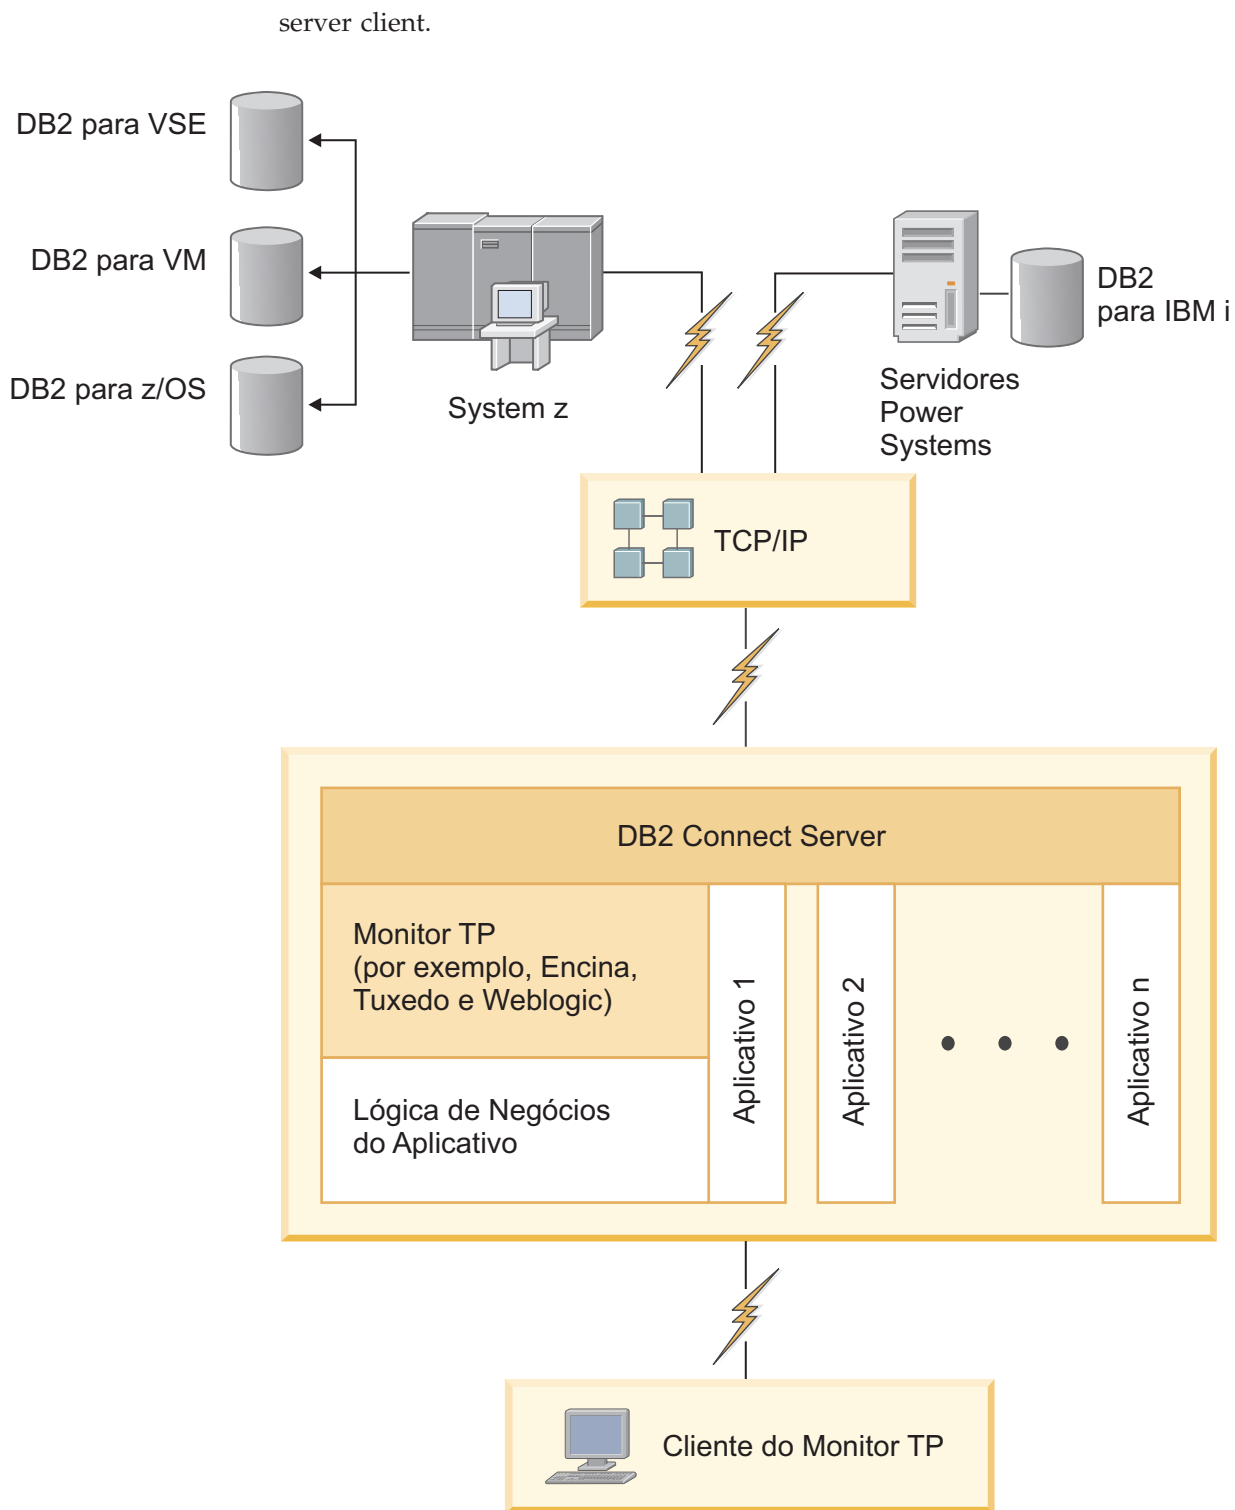 server client.
DB2 para VSE
DB2 para VM
DB2 para z/OS
System z
DB2
para IBM i
Servidores
Power
Systems
TCP/IP
DB2 Connect Server
Monitor TP
(por exemplo, Encina,
Tuxedo e Weblogic)
Lógica de Negócios
do Aplicativo
Aplicativo 1
Aplicativo 2
• • •
Aplicativo n
Cliente do Monitor TP